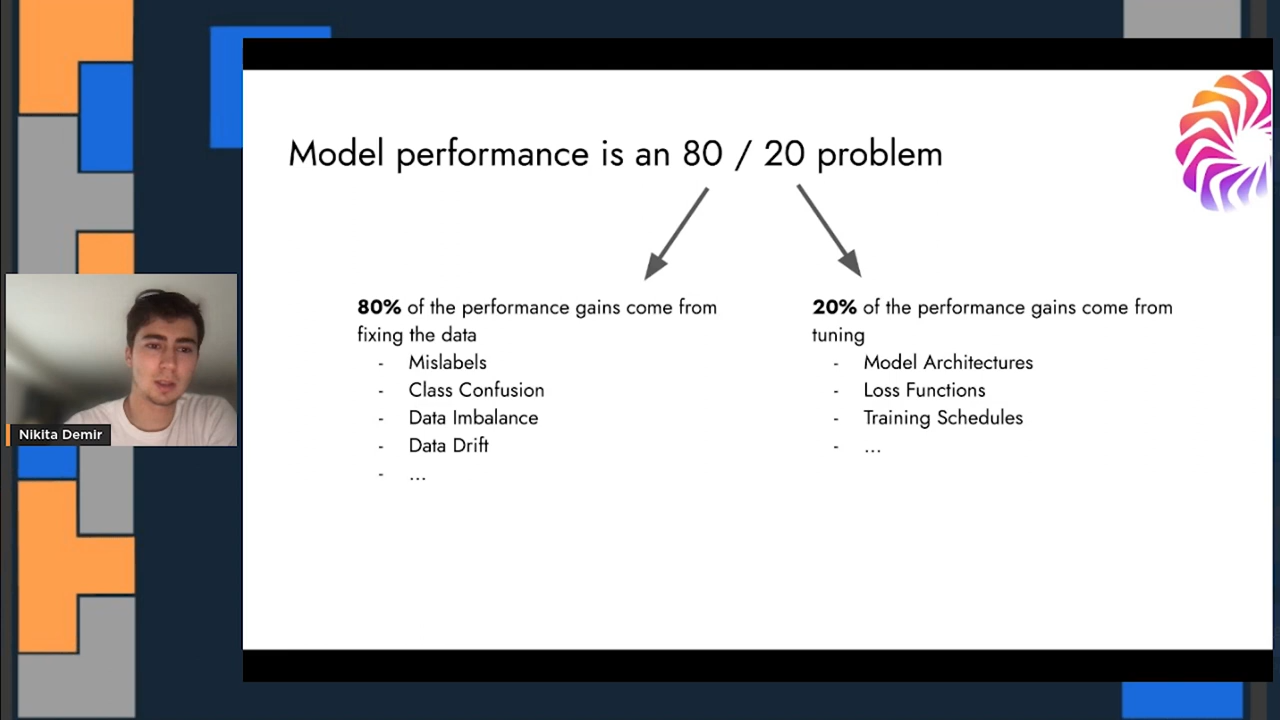 Model performance is an 80 / 20 problem
80% of the performance gains come from
fixing the data
- Mislabels
- Class Confusion
- Data Imbalance
- Data Drift
- ...
20% of the performance gains come from
tuning
- Model Architectures
- Loss Functions
- Training Schedules
- ...
Nikita Demir